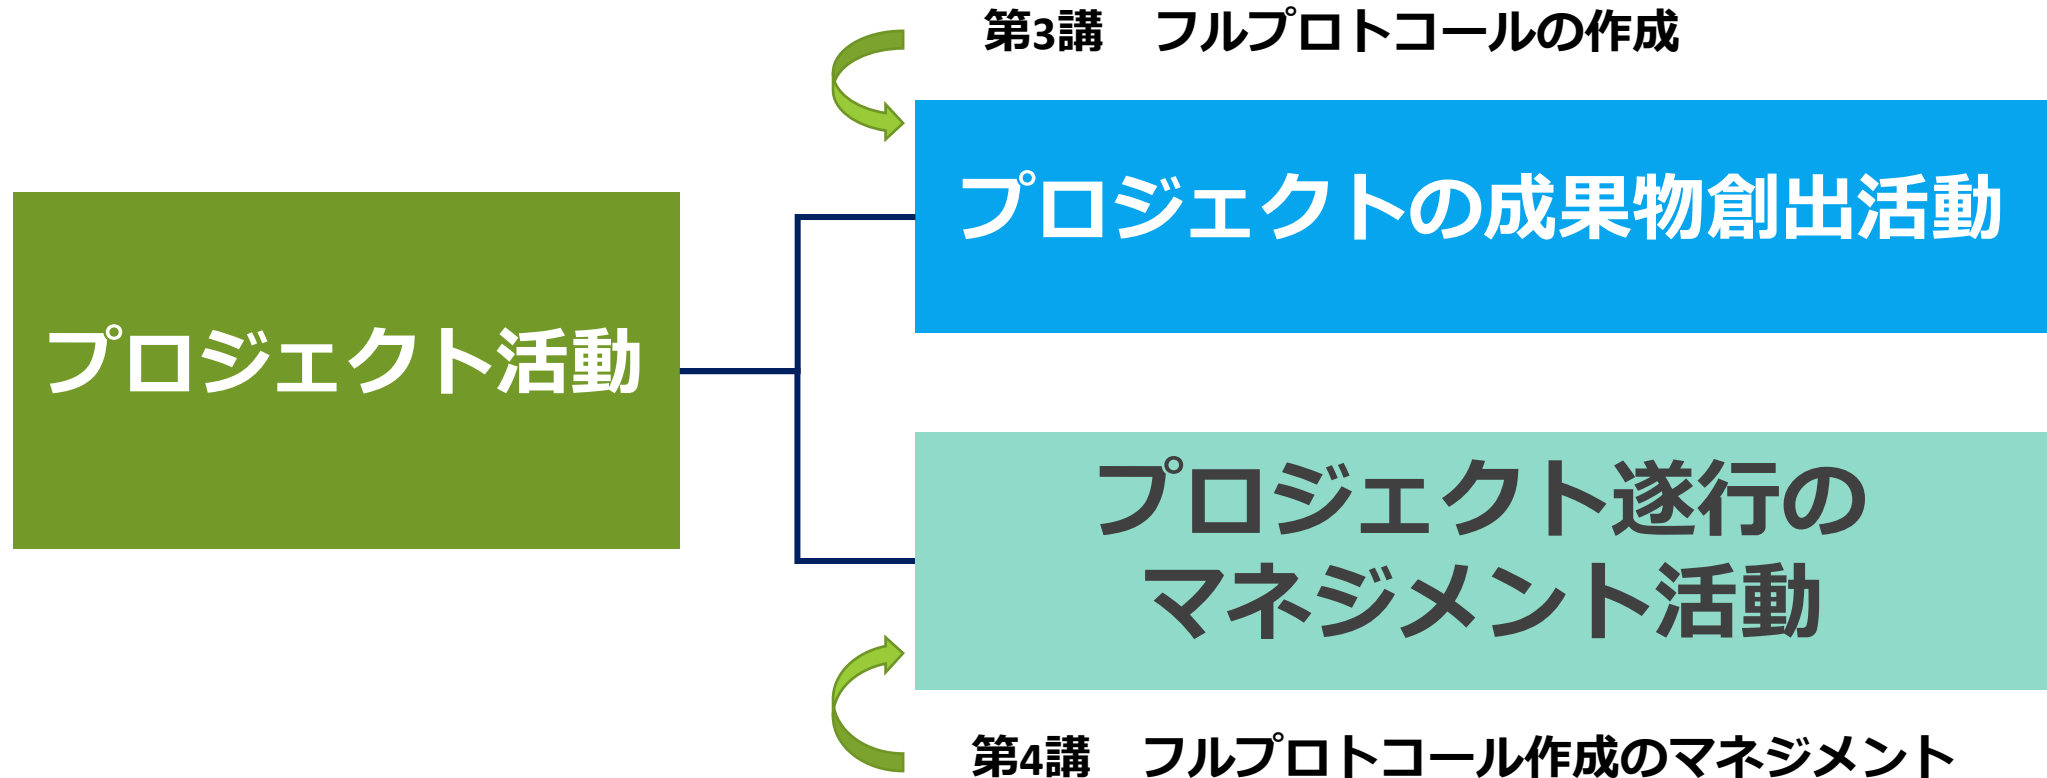 第3講　フルプロトコールの作成
プロジェクトの成果物創出活動
プロジェクト活動
プロジェクト遂行の
マネジメント活動
第4講　フルプロトコール作成のマネジメント